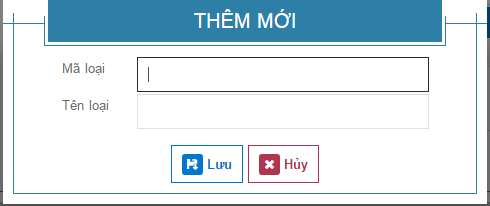 THÊM MỚI
Mã loại
Tên loại
Lưu Hủy